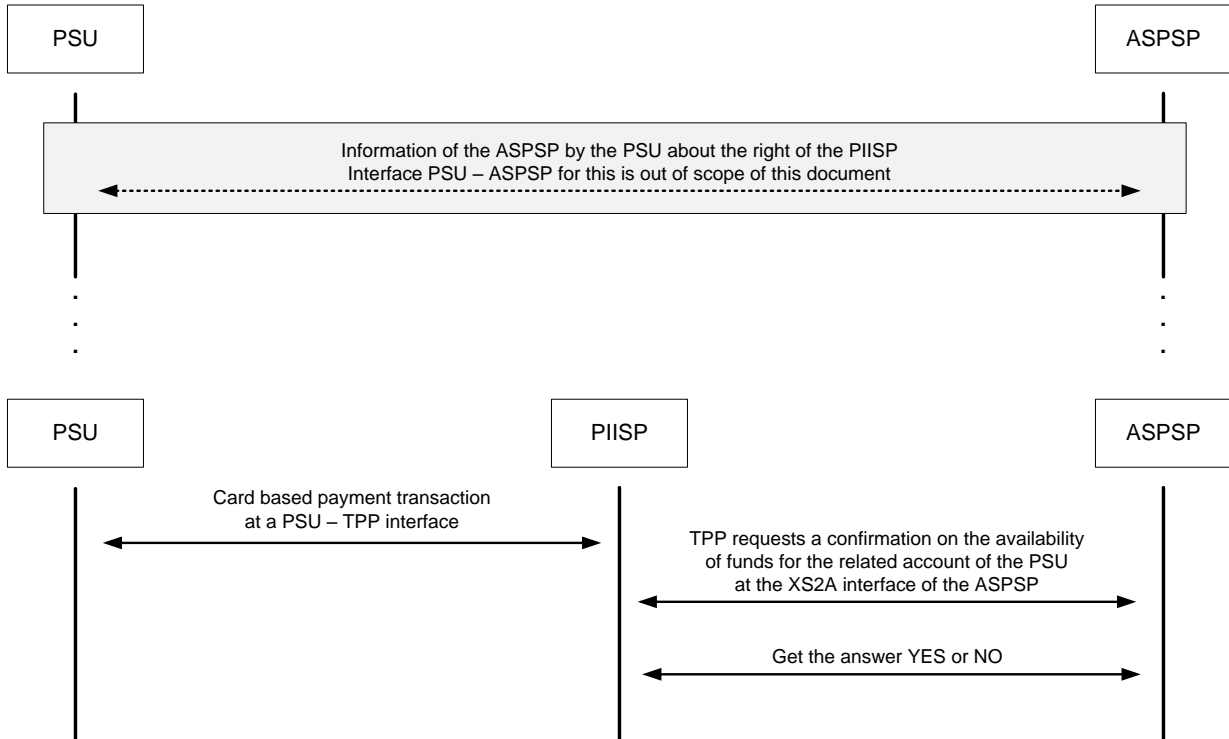 PSU
ASPSP
Information of the ASPSP by the PSU about the right of the PIISP
Interface PSU – ASPSP for this is out of scope of this document
PSU
PIISP
ASPSP
Card based payment transaction
at a PSU – TPP interface
TPP requests a confirmation on the availability
of funds for the related account of the PSU
at the XS2A interface of the ASPSP
Get the answer YES or NO